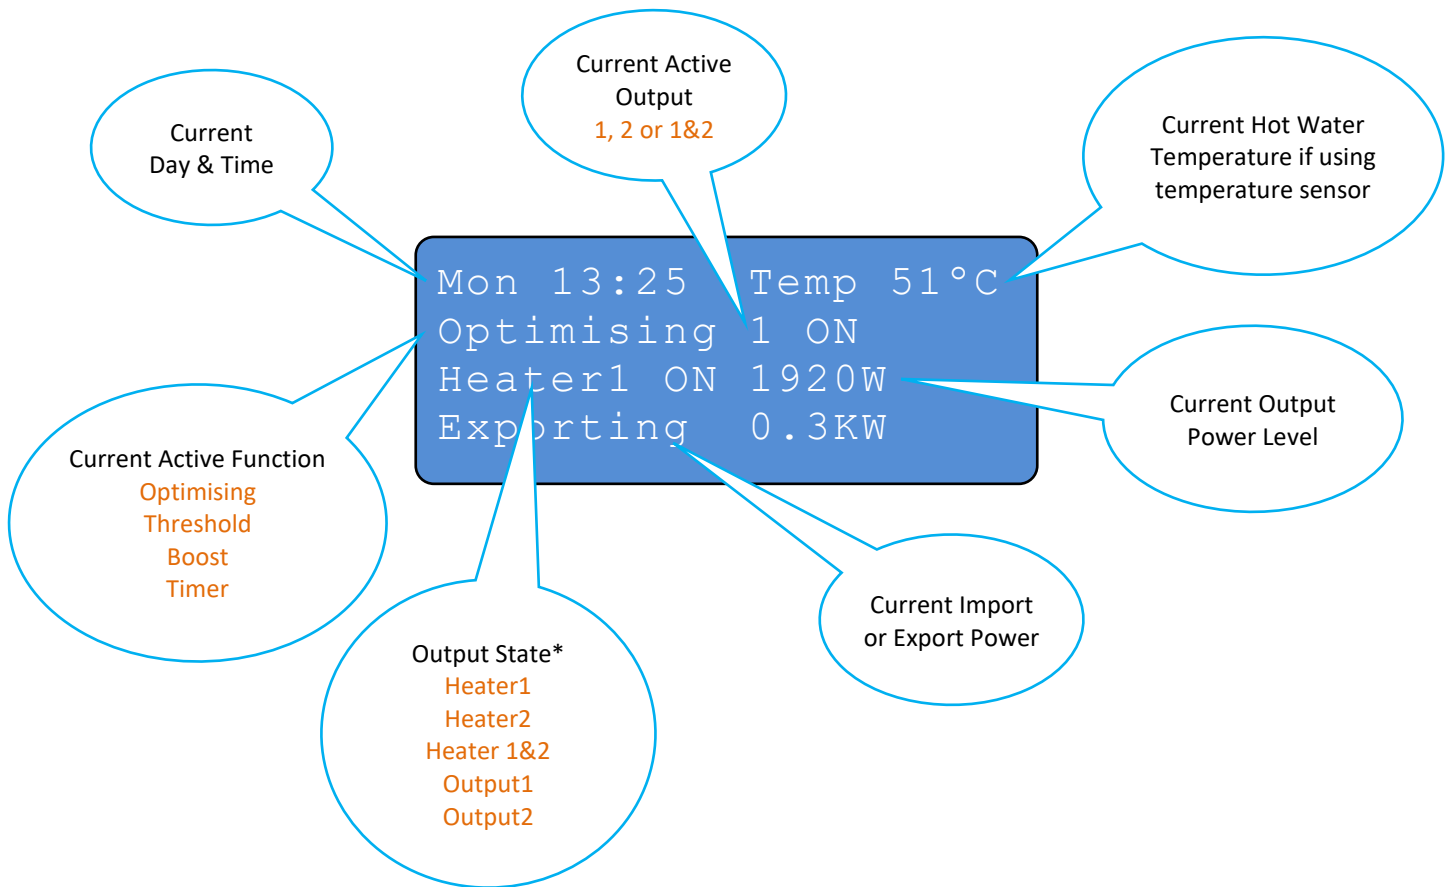 Current Active
Output
1, 2 or 1&2
Current
Day & Time
Current Hot Water
Temperature if using
temperature sensor
Mon 13:25 Temp 51°C
Optimising 1 ON
Heater1 ON 1920W
Exporting 0.3KW
Current Output
Power Level
Current Active Function
Optimising
Threshold
Boost
Timer
Current Import
or Export Power
Output State*
Heater1
Heater2
Heater 1&2
Output1
Output2